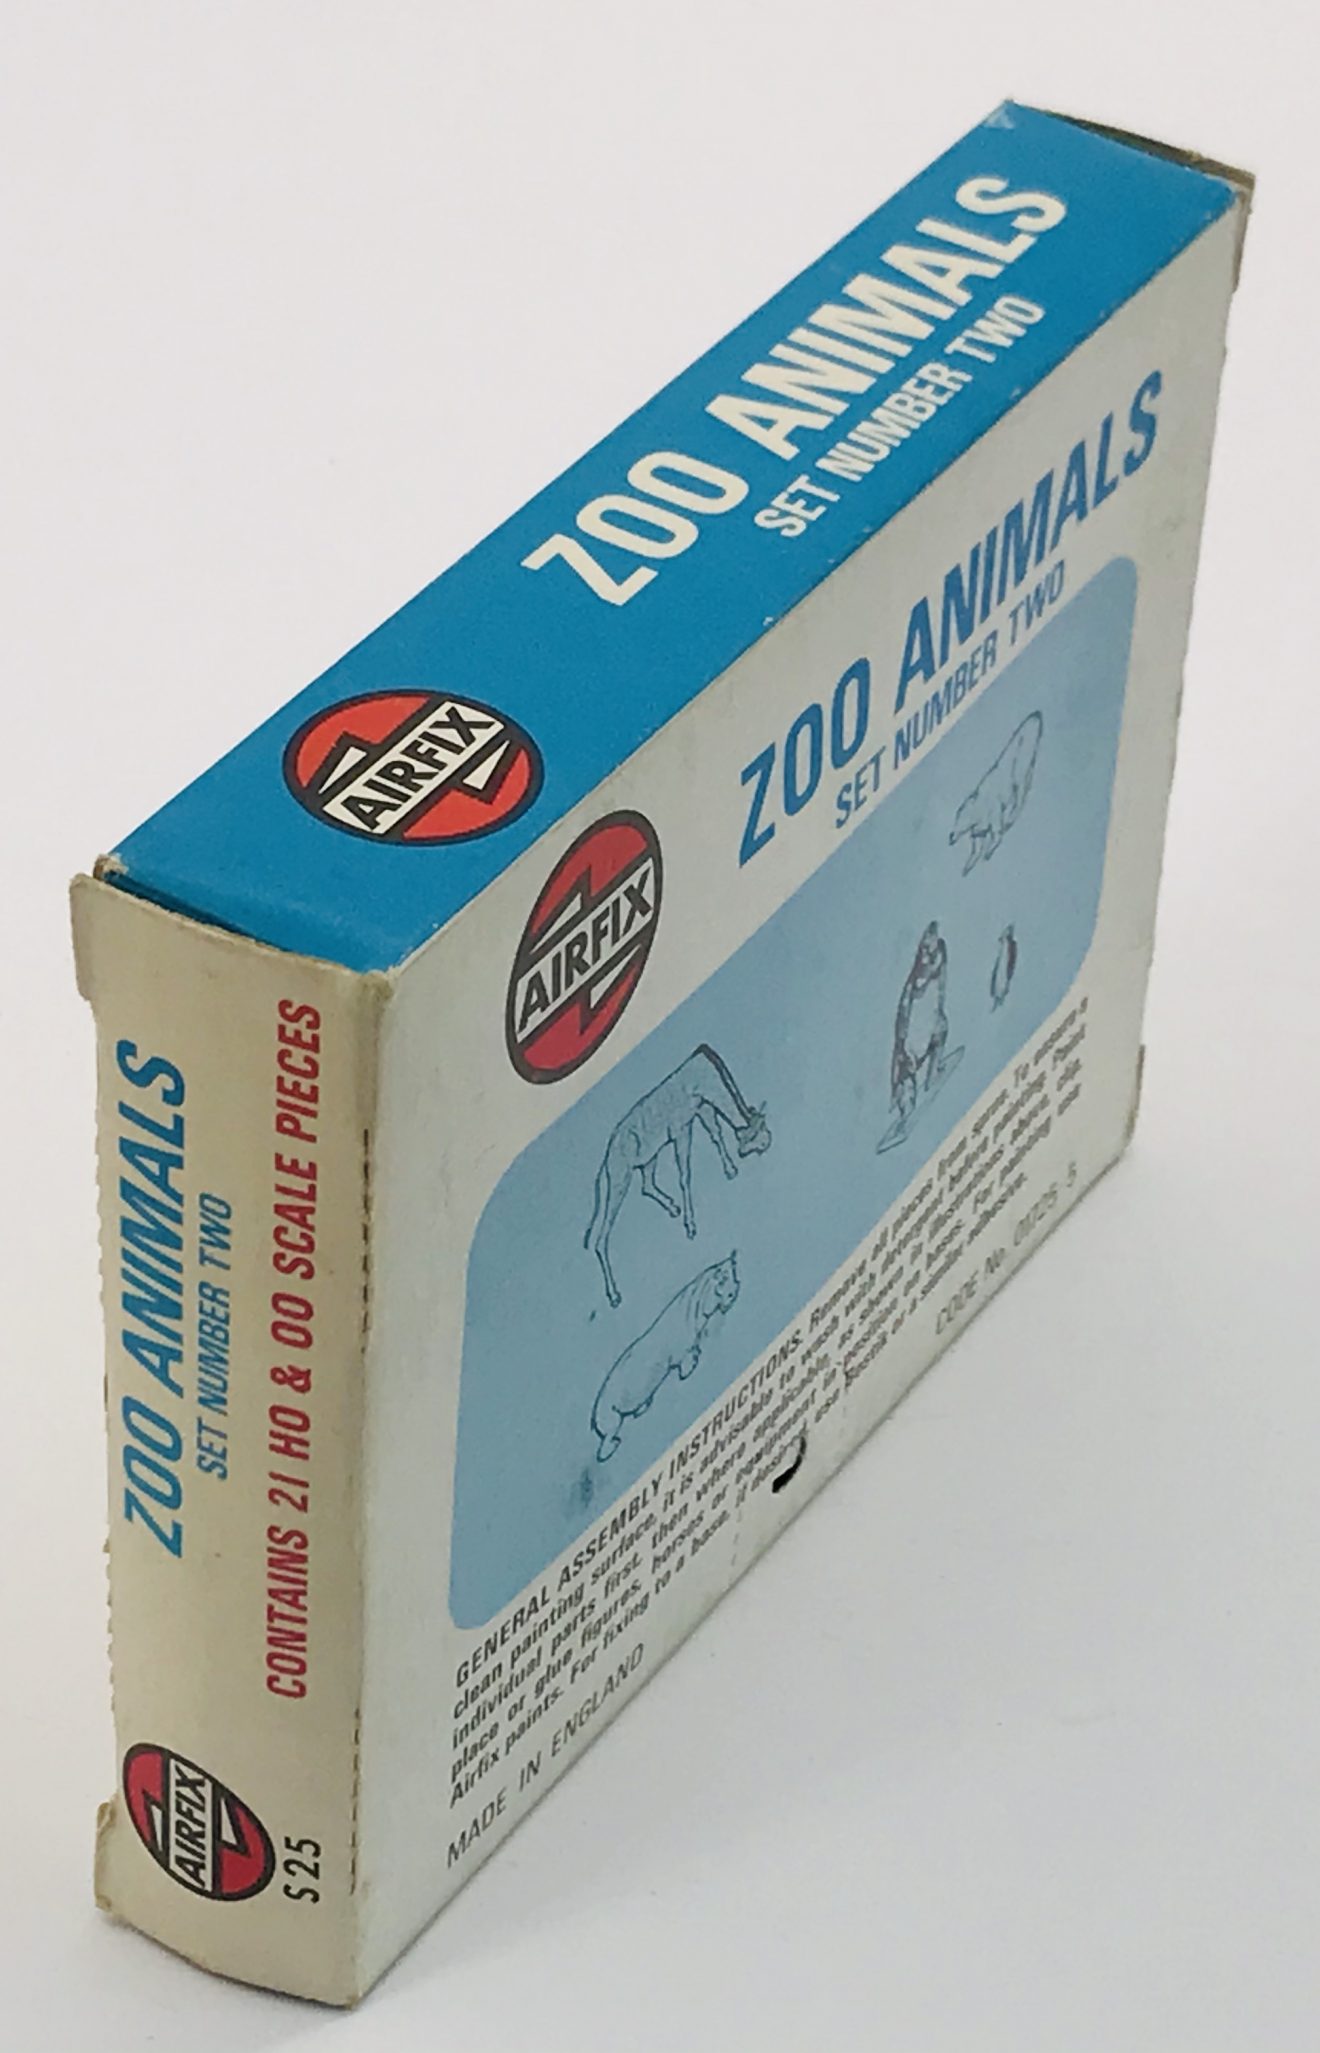 AIRFIX
ZOO ANIMALS
SET NUMBER TWO
AIRFIX
ZOO ANIMALS
SET NUMBER TWO
GENERAL ASSEMBLY INSTRUCTIONS. Remove all pieces from sprue. To ensure a
clean painting surface, it is advisable to wash with detergent before painting. Paint
individual parts first, then where applicable, as shown in illustrations above, clip,
place or glue figures, horses or equipment in position on bases. For painting use
Airfix paints. For fixing to a base, if desired use Bostik or a similar adhesive.
MADE IN ENGLAND
CODE No. 01725 5
ZOO ANIMALS
SET NUMBER TWO
CONTAINS 21 HO & OO SCALE PIECES
AIRFIX
S25